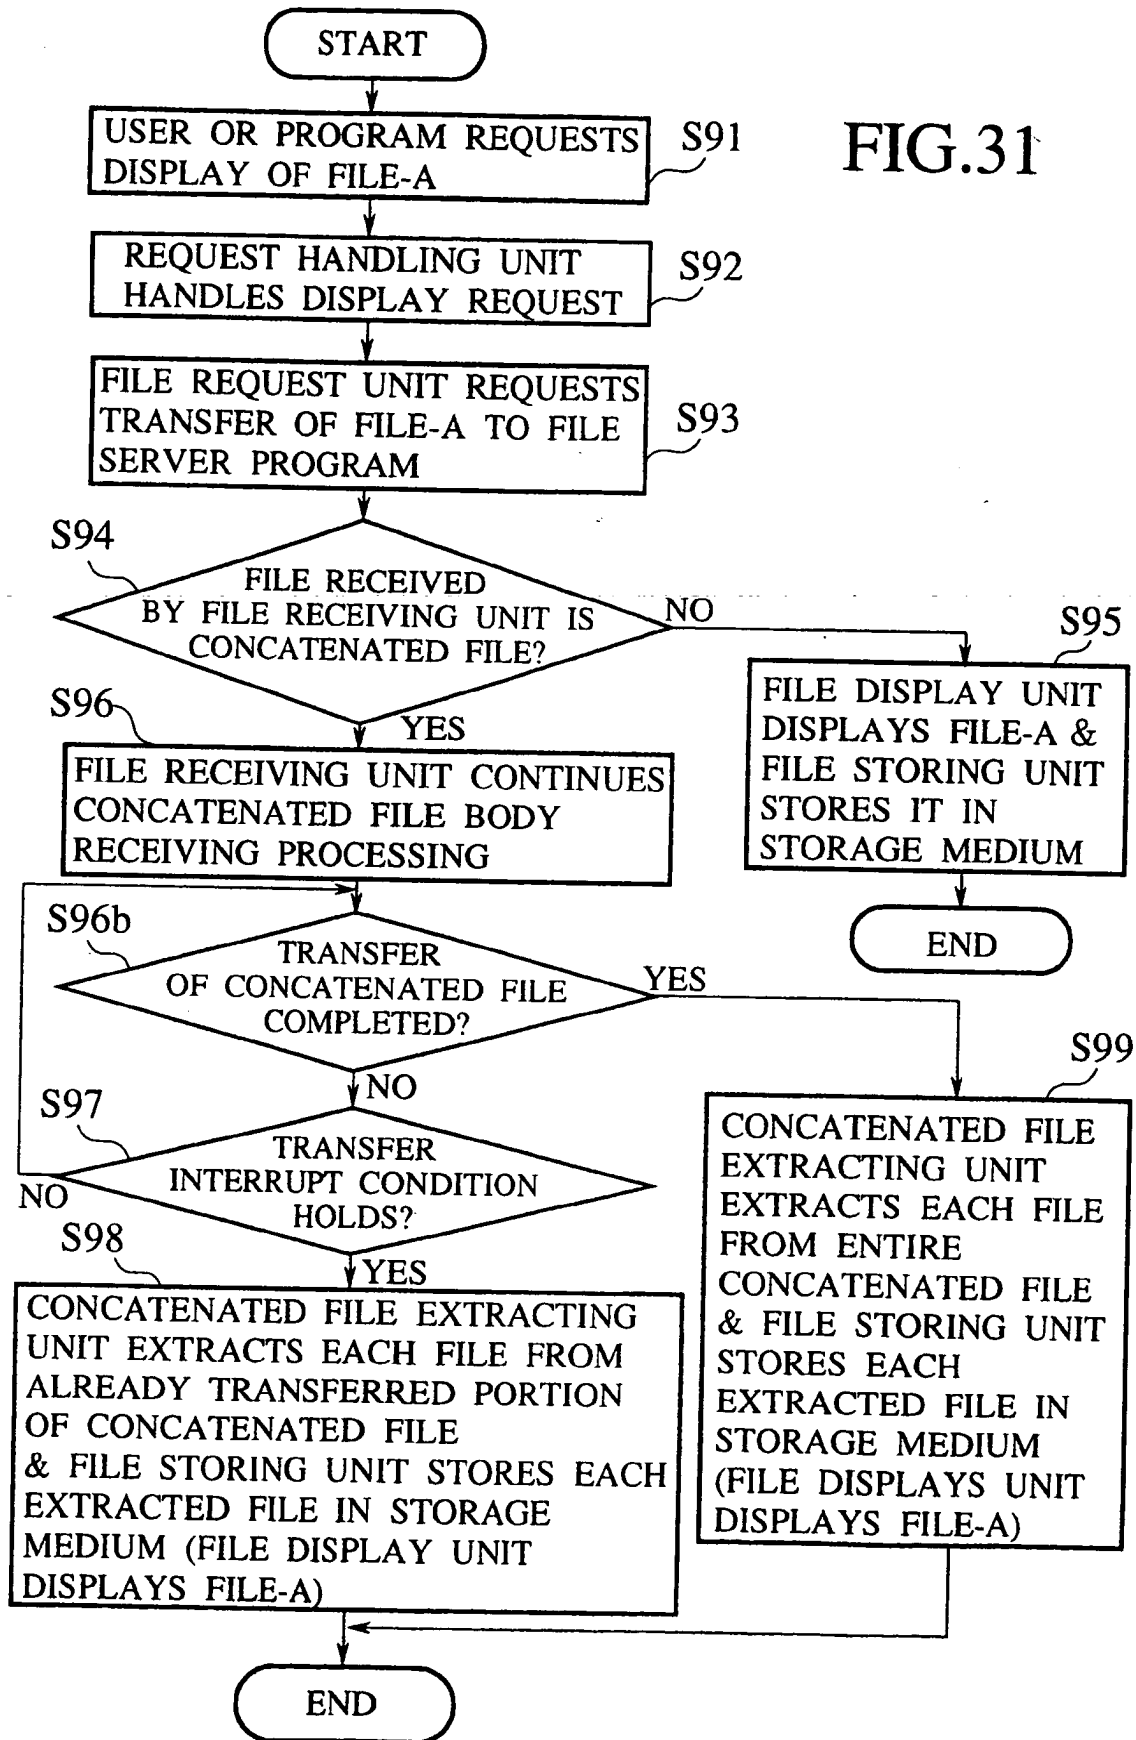 START
USER OR PROGRAM REQUESTS
DISPLAY OF FILE-A
S91
FIG.31
REQUEST HANDLING UNIT
HANDLES DISPLAY REQUEST
S92
FILE REQUEST UNIT REQUESTS
TRANSFER OF FILE-A TO FILE
SERVER PROGRAM
S93
S94
FILE RECEIVED
BY FILE RECEIVING UNIT IS
CONCATENATED FILE?
NO
YES
S95
FILE DISPLAY UNIT
DISPLAYS FILE-A &
FILE STORING UNIT
STORES IT IN
STORAGE MEDIUM
END
S96
FILE RECEIVING UNIT CONTINUES
CONCATENATED FILE BODY
RECEIVING PROCESSING
S96b
TRANSFER
OF CONCATENATED FILE
COMPLETED?
YES
NO
S97
TRANSFER
INTERRUPT CONDITION
HOLDS?
NO
YES
S98
CONCATENATED FILE EXTRACTING
UNIT EXTRACTS EACH FILE FROM
ALREADY TRANSFERRED PORTION
OF CONCATENATED FILE
& FILE STORING UNIT STORES EACH
EXTRACTED FILE IN STORAGE
MEDIUM (FILE DISPLAY UNIT
DISPLAYS FILE-A)
S99
CONCATENATED FILE
EXTRACTING UNIT
EXTRACTS EACH FILE
FROM ENTIRE
CONCATENATED FILE
& FILE STORING UNIT
STORES EACH
EXTRACTED FILE IN
STORAGE MEDIUM
(FILE DISPLAYS UNIT
DISPLAYS FILE-A)
END